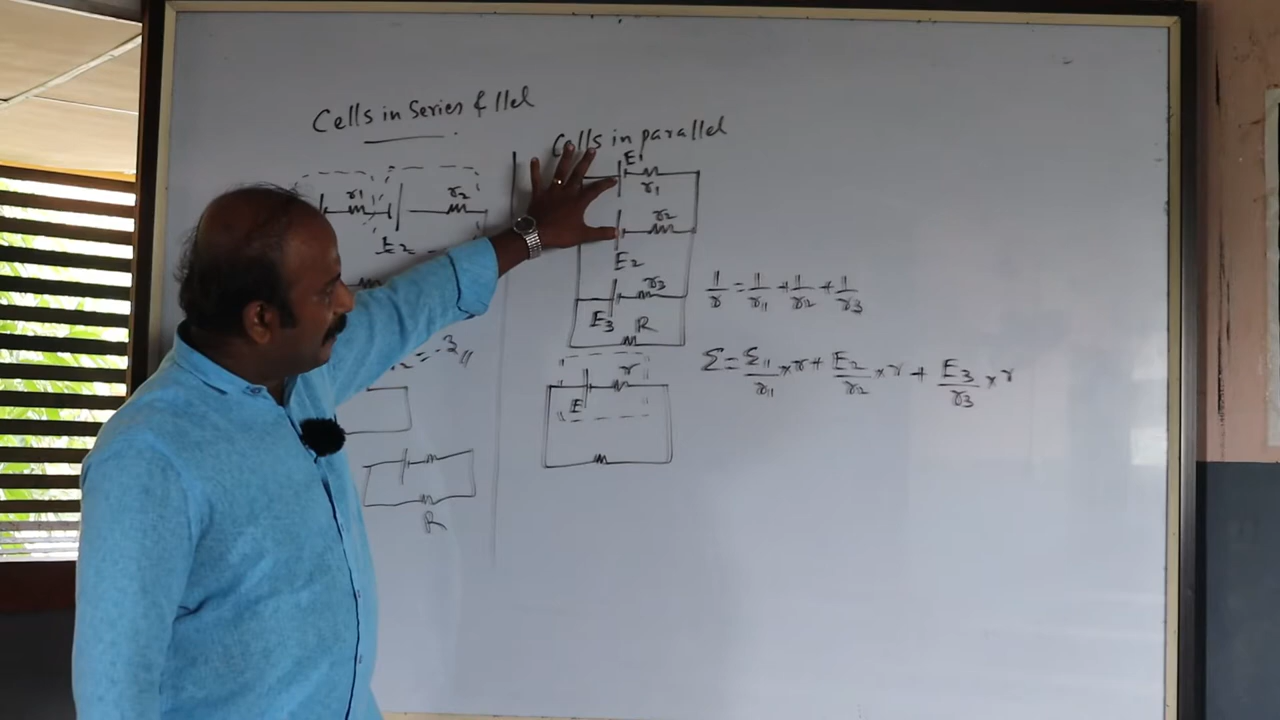 Cells in Series & llel
r1 r2
E2
R
Cells in parallel
E1
r1
r2
E2
r3
E3
R
r
E
1/r = 1/r1 + 1/r2 + 1/r3
Σ = Σ1/r1 × r + E2/r2 × r + E3/r3 × r